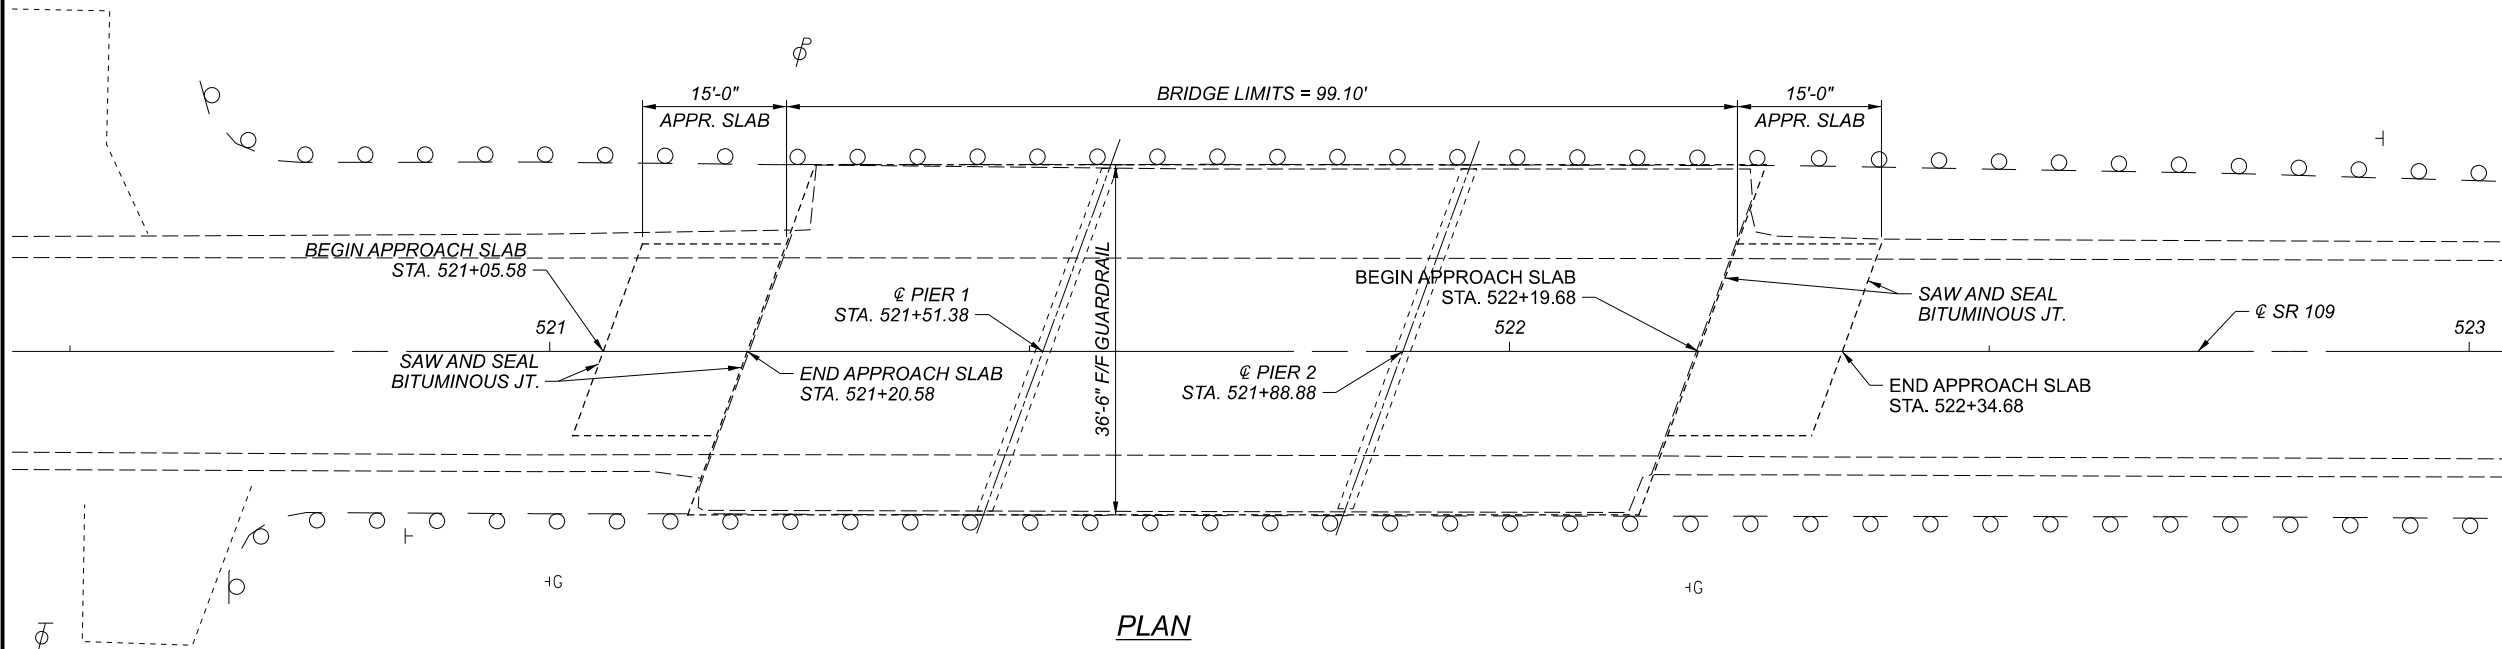 15'-0"
APPR. SLAB
BRIDGE LIMITS = 99.10'
15'-0"
APPR. SLAB
BEGIN APPROACH SLAB
STA. 521+05.58
℄ PIER 1
STA. 521+51.38
36'-6" F/F GUARDRAIL
BEGIN APPROACH SLAB
STA. 522+19.68
SAW AND SEAL
BITUMINOUS JT.
℄ SR 109
521
522
523
SAW AND SEAL
BITUMINOUS JT.
END APPROACH SLAB
STA. 521+20.58
℄ PIER 2
STA. 521+88.88
END APPROACH SLAB
STA. 522+34.68
G
G
PLAN